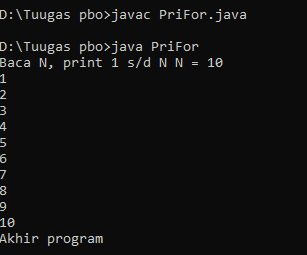 D:\Tuugas pbo>javac PriFor.java
D:\Tuugas pbo>java PriFor
Baca N, print 1 s/d N N = 10
1
2
3
4
5
6
7
8
9
10
Akhir program